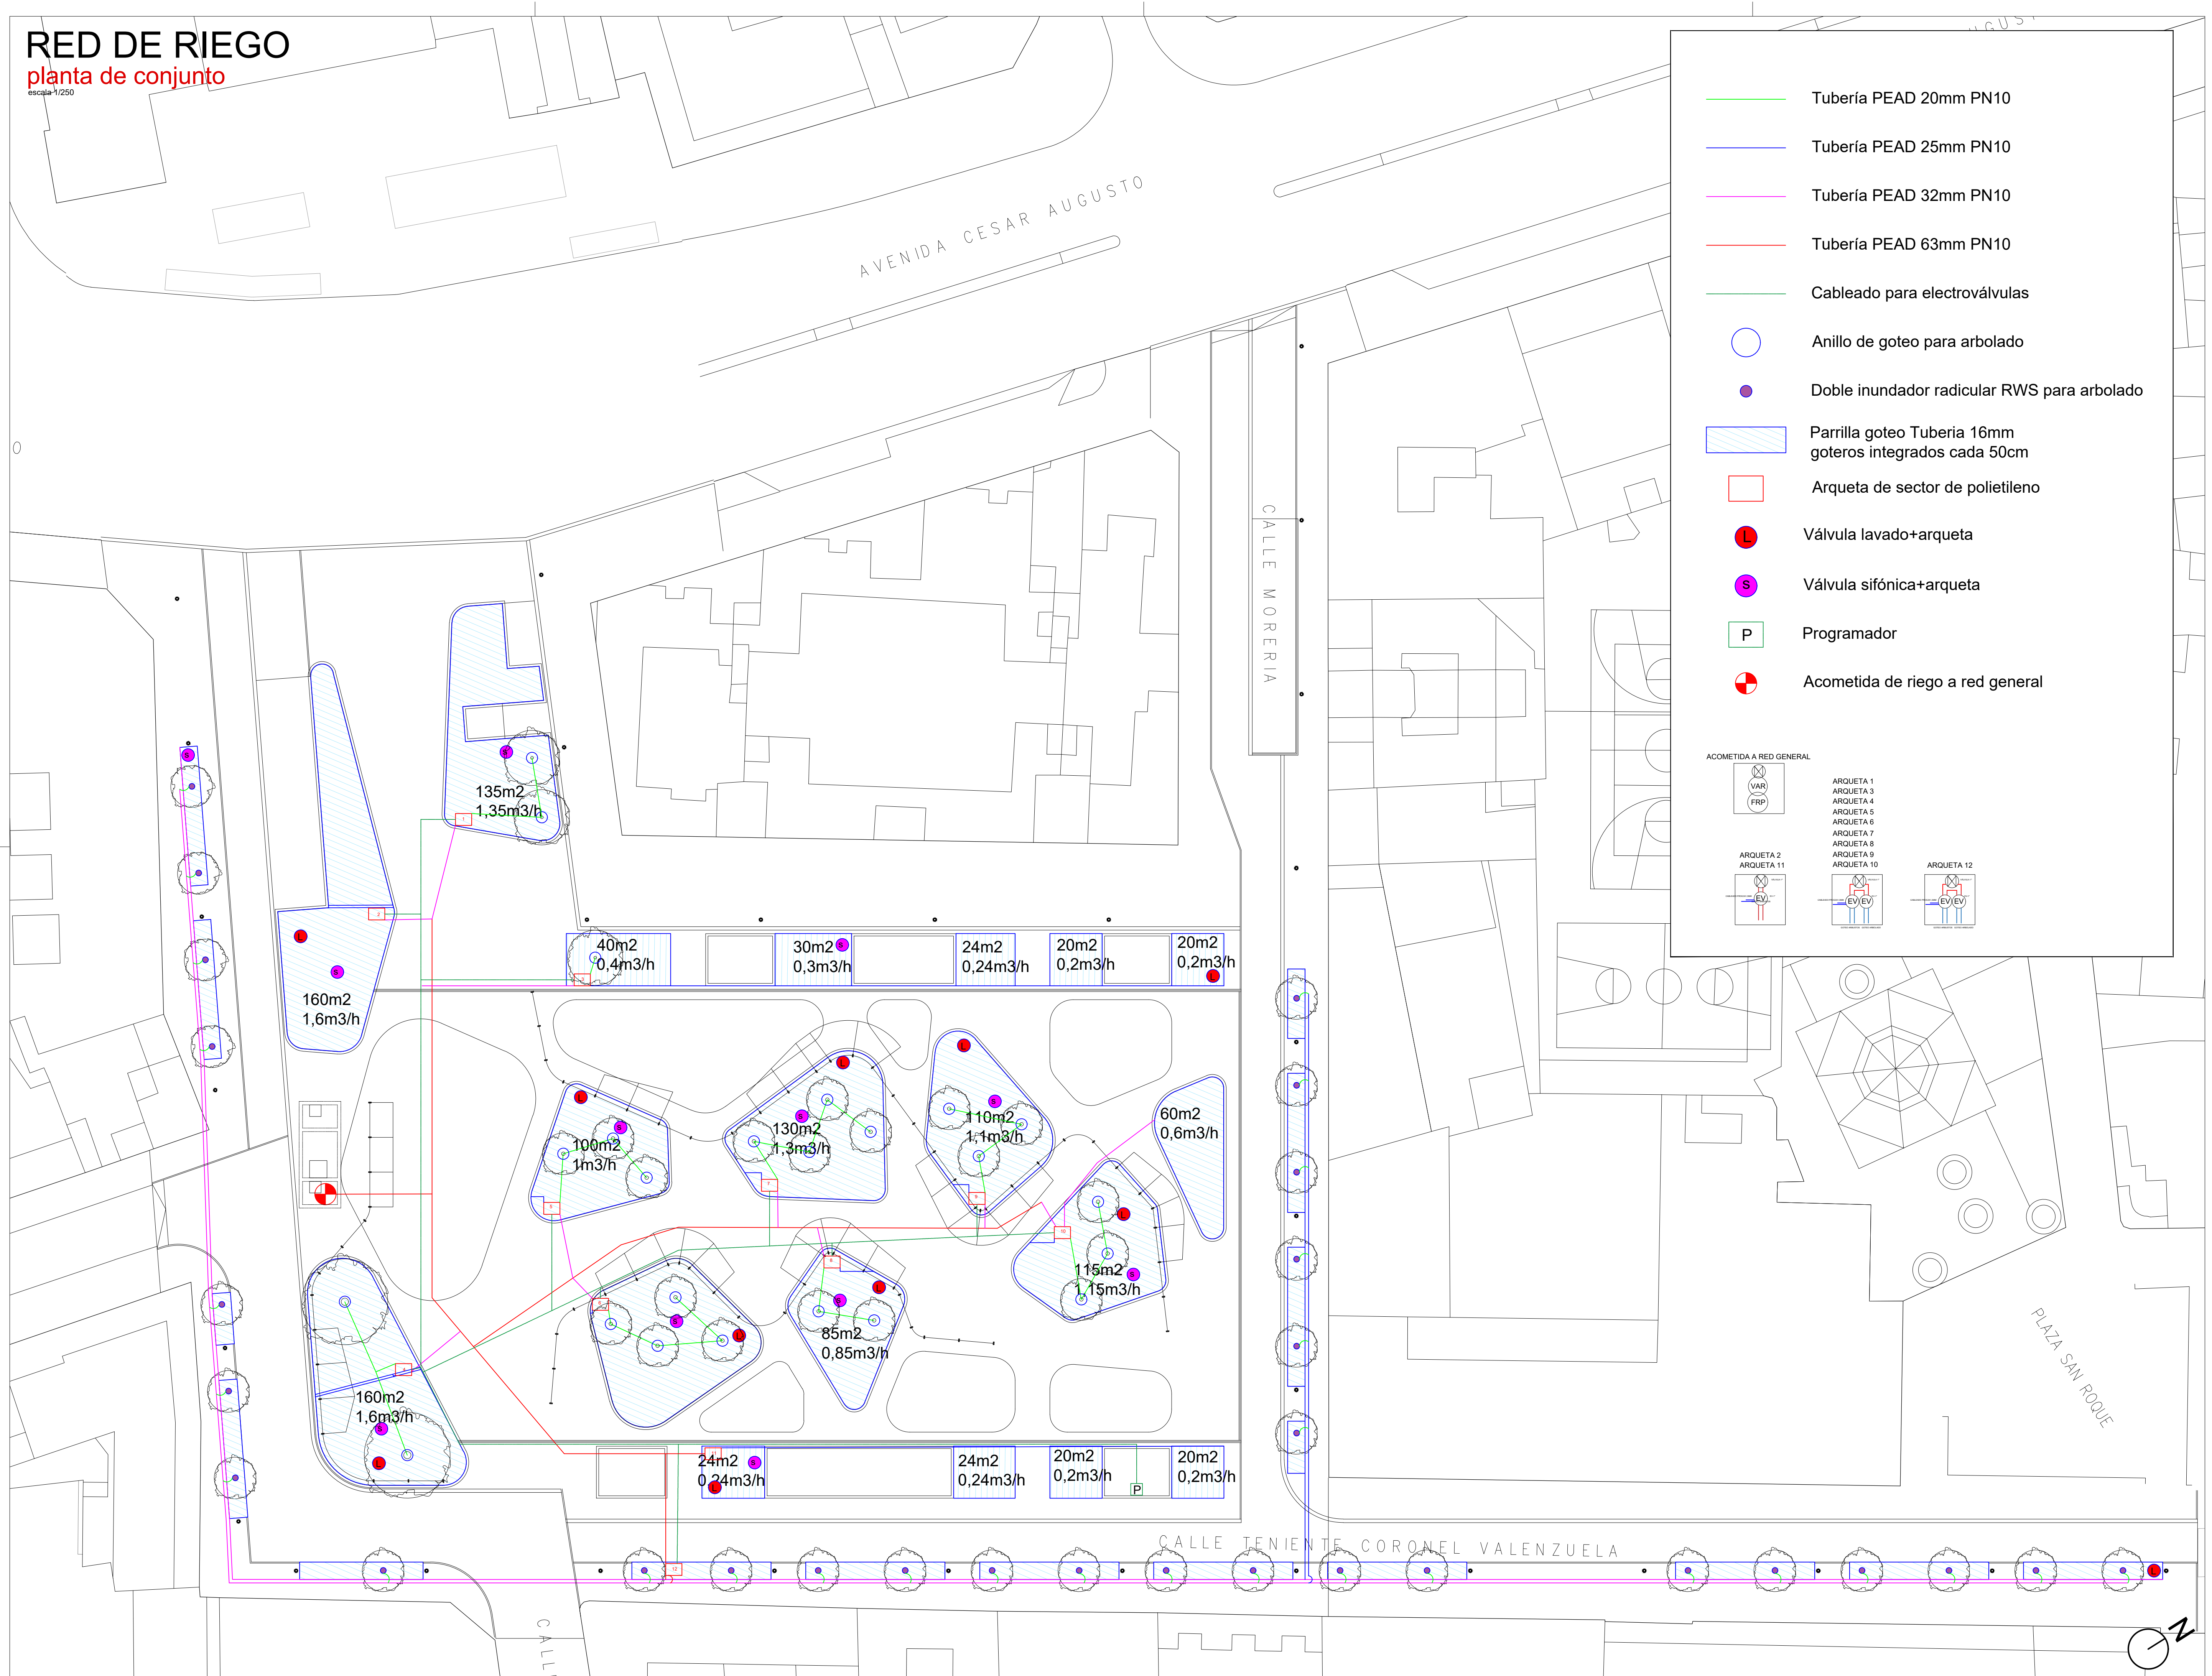 RED DE RIEGO
planta de conjunto
escala 1/250
AVENIDA CESAR AUGUSTO
CALLE MORERIA
O
Tubería PEAD 20mm PN10
Tubería PEAD 25mm PN10
Tubería PEAD 32mm PN10
Tubería PEAD 63mm PN10
Cableado para electroválvulas
Anillo de goteo para arbolado
Doble inundador radicular RWS para arbolado
Parrilla goteo Tuberia 16mm
goteros integrados cada 50cm
Arqueta de sector de polietileno
L
Válvula lavado+arqueta
S
Válvula sifónica+arqueta
P
Programador
Acometida de riego a red general
ACOMETIDA A RED GENERAL
VAR
FRP
ARQUETA 1
ARQUETA 3
ARQUETA 4
ARQUETA 5
ARQUETA 6
ARQUETA 7
ARQUETA 8
ARQUETA 9
ARQUETA 10
ARQUETA 2
ARQUETA 11
EV
EV EV
ARQUETA 12
EV EV
135m2
1,35m3/h
160m2
1,6m3/h
40m2
0,4m3/h
30m2
0,3m3/h
24m2
0,24m3/h
20m2
0,2m3/h
20m2
0,2m3/h
100m2
1m3/h
130m2
1,3m3/h
110m2
1,1m3/h
60m2
0,6m3/h
115m2
1,15m3/h
85m2
0,85m3/h
160m2
1,6m3/h
24m2
0,24m3/h
24m2
0,24m3/h
20m2
0,2m3/h
20m2
0,2m3/h
P
PLAZA SAN ROQUE
CALLE TENIENTE CORONEL VALENZUELA
N